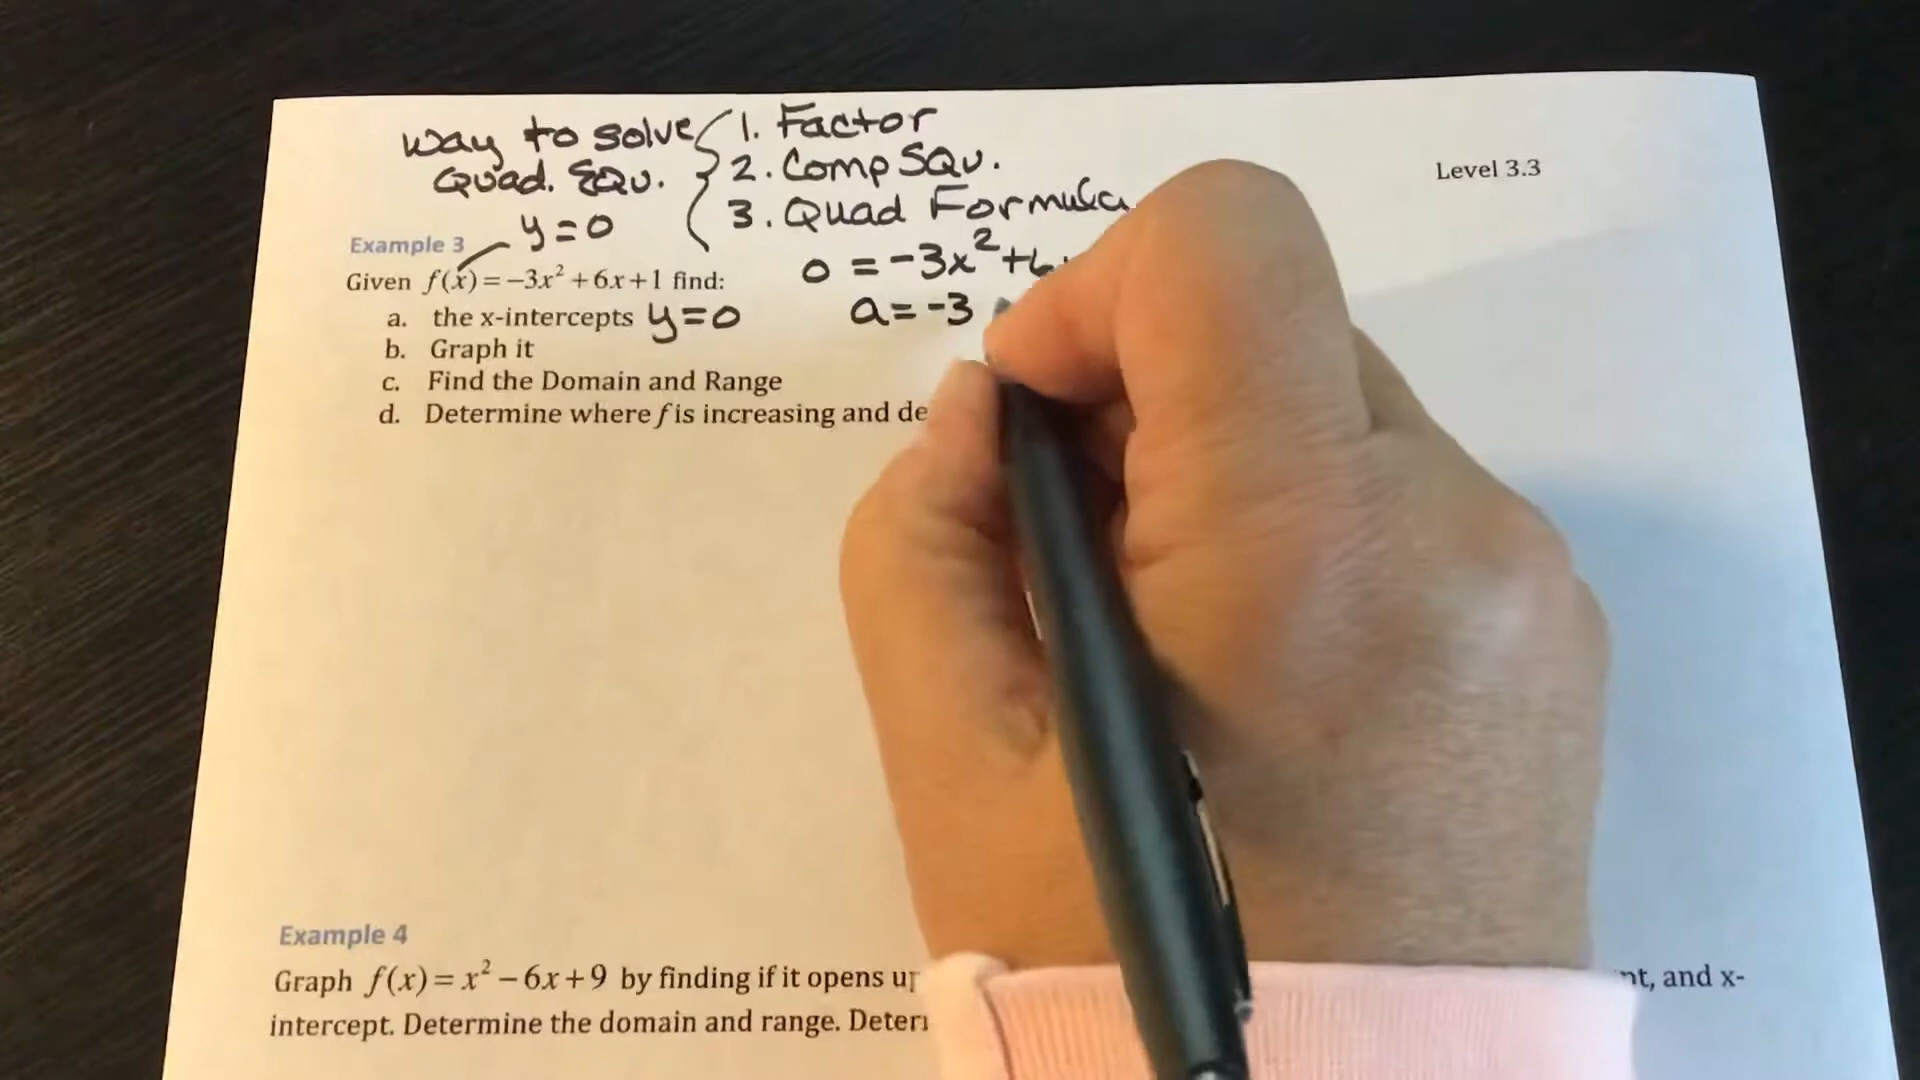 way to solve { 1. Factor
Quad. EQu. 2. Comp SQu.
3. Quad Formula
Level 3.3
y=0
Example 3
0 = -3x²+6
Given f(x)=-3x²+6x+1 find:
a=-3
a. the x-intercepts y=0
b. Graph it
c. Find the Domain and Range
d. Determine where f is increasing and de
Example 4
Graph f(x)=x²-6x+9 by finding if it opens and x-
intercept. Determine the domain and range.